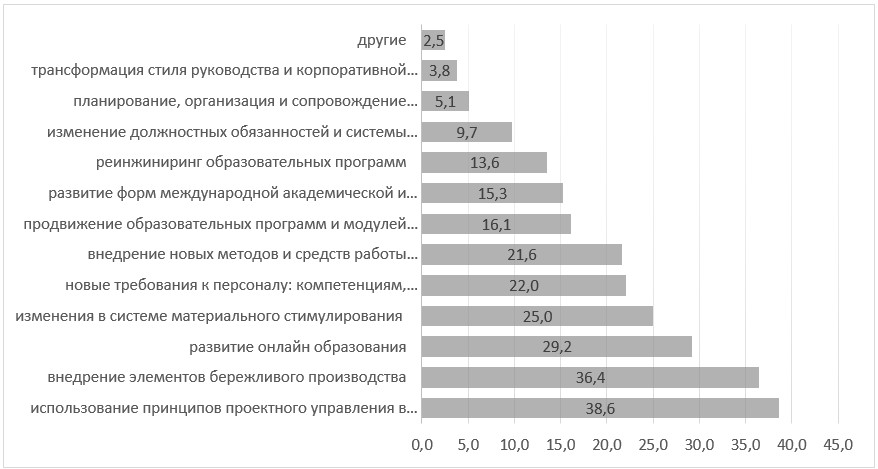 другие 2,5
трансформация стиля руководства и корпоративной... 3,8
планирование, организация и сопровождение... 5,1
изменение должностных обязанностей и системы... 9,7
реинжиниринг образовательных программ 13,6
развитие форм международной академической и... 15,3
продвижение образовательных программ и модулей... 16,1
внедрение новых методов и средств работы... 21,6
новые требования к персоналу: компетенциям,... 22,0
изменения в системе материального стимулирования 25,0
развитие онлайн образования 29,2
внедрение элементов бережливого производства 36,4
использование принципов проектного управления в... 38,6
0,0 5,0 10,0 15,0 20,0 25,0 30,0 35,0 40,0 45,0